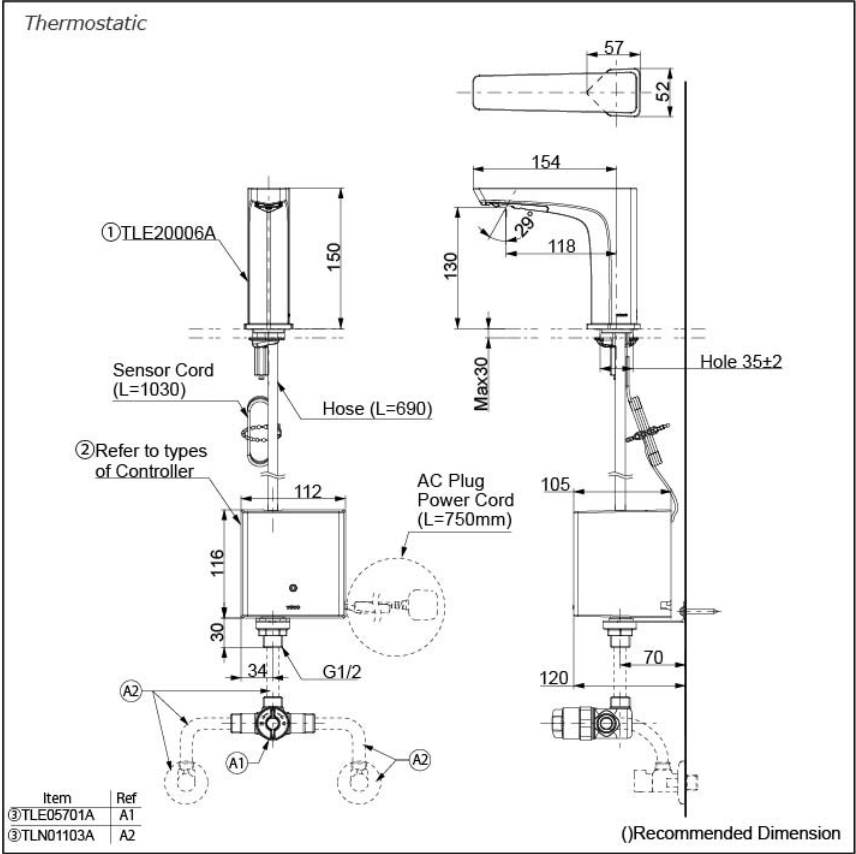 Thermostatic
57
52
154
①TLE20006A
150
130
29°
118
Max30
Hole 35±2
Sensor Cord
(L=1030)
Hose (L=690)
②Refer to types
of Controller
112
AC Plug
Power Cord
(L=750mm)
105
116
30
34
G1/2
70
120
A2
A1
A2
Item Ref
③TLE05701A A1
③TLN01103A A2
()Recommended Dimension